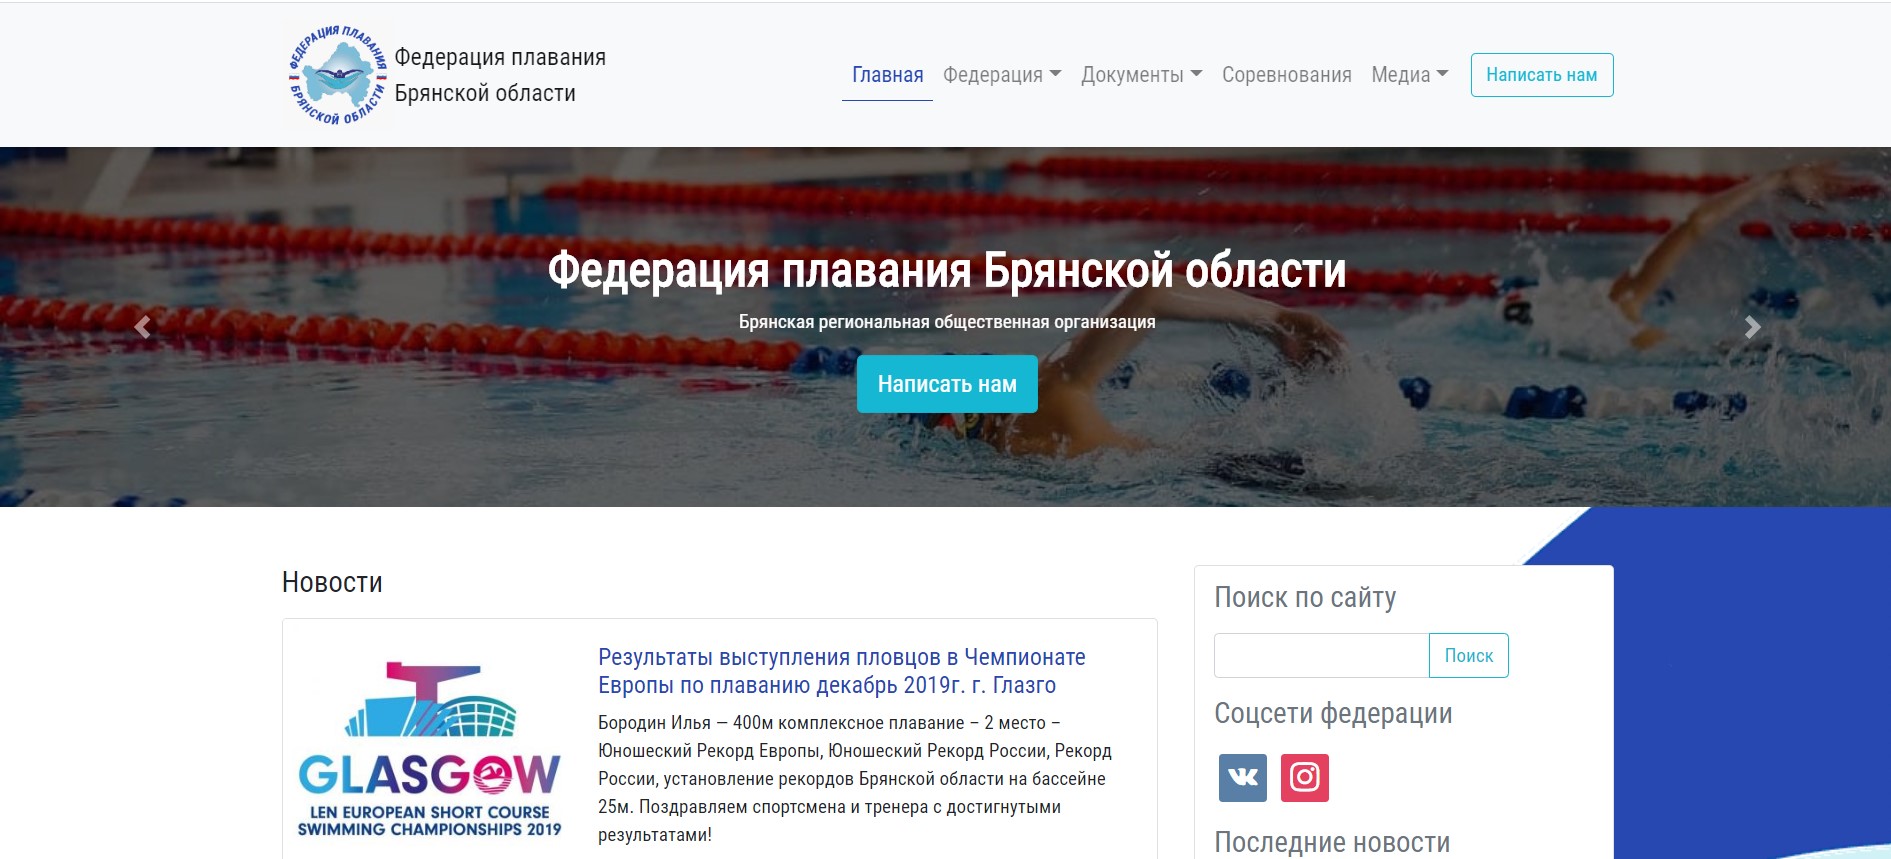 ФЕДЕРАЦИЯ ПЛАВАНИЯ
БРЯНСКОЙ ОБЛАСТИ
Федерация плавания
Брянской области
Главная Федерация Документы Соревнования Медиа Написать нам
Федерация плавания Брянской области
Брянская региональная общественная организация
Написать нам
Новости
GLASGOW
LEN EUROPEAN SHORT COURSE
SWIMMING CHAMPIONSHIPS 2019
Результаты выступления пловцов в Чемпионате
Европы по плаванию декабрь 2019г. г. Глазго
Бородин Илья — 400м комплексное плавание – 2 место –
Юношеский Рекорд Европы, Юношеский Рекорд России, Рекорд
России, установление рекордов Брянской области на бассейне
25м. Поздравляем спортсмена и тренера с достигнутыми
результатами!
Поиск по сайту
Поиск
Соцсети федерации
Последние новости